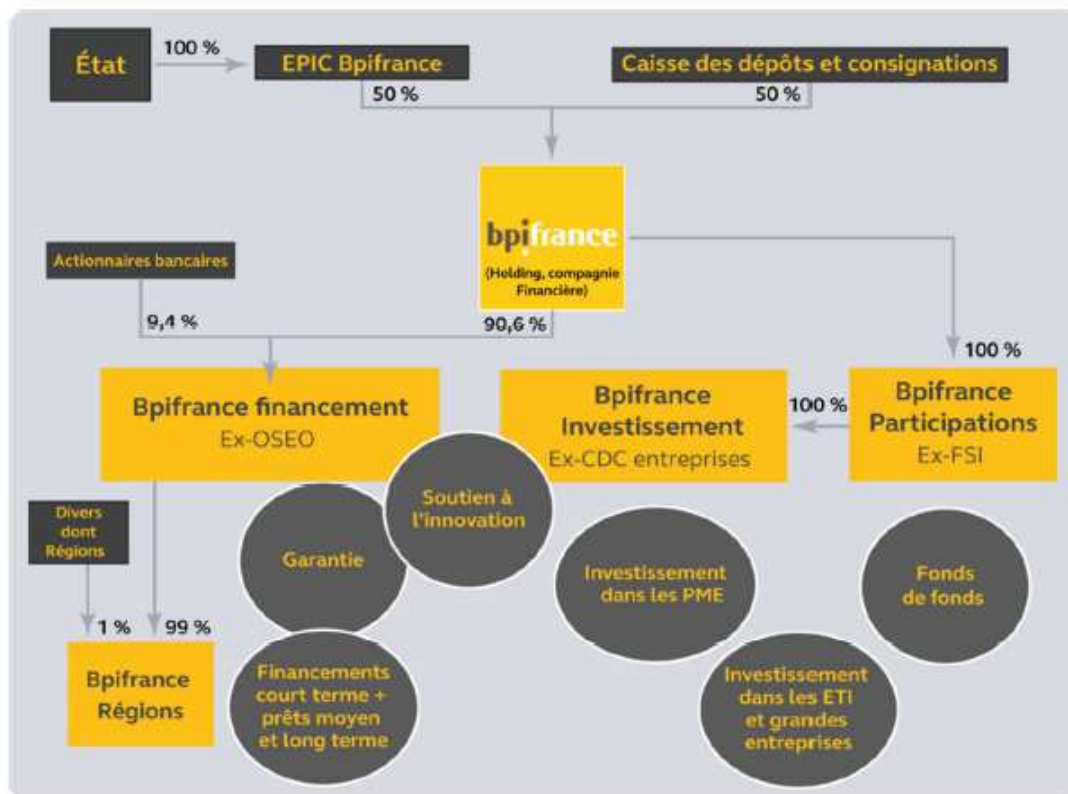 État
100 %
EPIC Bpifrance
Caisse des dépôts et consignations
50 %
50 %
bpifrance
(Holding, compagnie
Financière)
Actionnaires bancaires
9,4 %
90,6 %
100 %
Bpifrance financement
Ex-OSEO
Bpifrance
Investissement
Ex-CDC entreprises
100 %
Bpifrance
Participations
Ex-FSI
Divers
dont
Régions
1 %
99 %
Bpifrance
Régions
Soutien à
l'innovation
Garantie
Financements
court terme +
prêts moyen
et long terme
Investissement
dans les PME
Investissement
dans les ETI
et grandes
entreprises
Fonds
de fonds